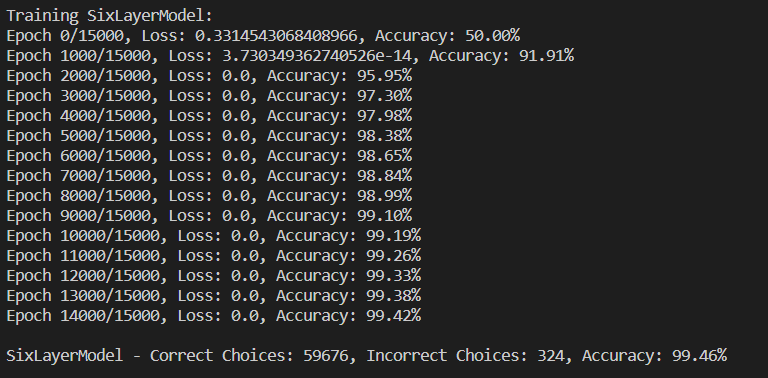 Training SixLayerModel:
Epoch 0/15000, Loss: 0.3314543068408966, Accuracy: 50.00%
Epoch 1000/15000, Loss: 3.730349362740526e-14, Accuracy: 91.91%
Epoch 2000/15000, Loss: 0.0, Accuracy: 95.95%
Epoch 3000/15000, Loss: 0.0, Accuracy: 97.30%
Epoch 4000/15000, Loss: 0.0, Accuracy: 97.98%
Epoch 5000/15000, Loss: 0.0, Accuracy: 98.38%
Epoch 6000/15000, Loss: 0.0, Accuracy: 98.65%
Epoch 7000/15000, Loss: 0.0, Accuracy: 98.84%
Epoch 8000/15000, Loss: 0.0, Accuracy: 98.99%
Epoch 9000/15000, Loss: 0.0, Accuracy: 99.10%
Epoch 10000/15000, Loss: 0.0, Accuracy: 99.19%
Epoch 11000/15000, Loss: 0.0, Accuracy: 99.26%
Epoch 12000/15000, Loss: 0.0, Accuracy: 99.33%
Epoch 13000/15000, Loss: 0.0, Accuracy: 99.38%
Epoch 14000/15000, Loss: 0.0, Accuracy: 99.42%
SixLayerModel - Correct Choices: 59676, Incorrect Choices: 324, Accuracy: 99.46%